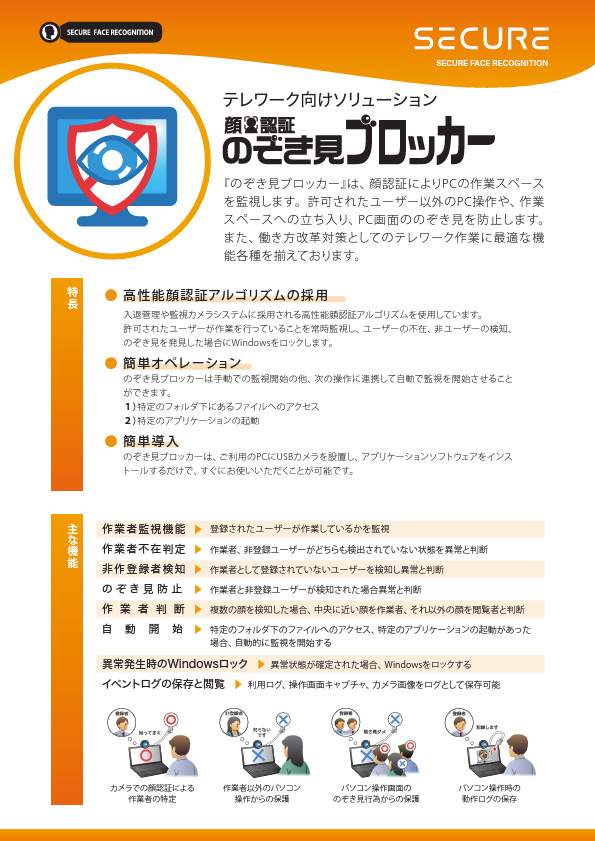 SECURE FACE RECOGNITION
SECURE
SECURE FACE RECOGNITION
テレワーク向けソリューション
顔認証
のぞき見ブロッカー
『のぞき見ブロッカー』は、顔認証によりPCの作業スペース
を監視します。許可されたユーザー以外のPC操作や、作業
スペースへの立ち入り、PC画面ののぞき見を防止します。
また、働き方改革対策としてのテレワーク作業に最適な機
能各種を揃えております。
特長
● 高性能顔認証アルゴリズムの採用
入退管理や監視カメラシステムに採用される高性能顔認証アルゴリズムを使用しています。
許可されたユーザーが作業を行っていることを常時監視し、ユーザーの不在、非ユーザーの検知、
のぞき見を発見した場合にWindowsをロックします。
● 簡単オペレーション
のぞき見ブロッカーは手動での監視開始の他、次の操作に連携して自動で監視を開始させること
ができます。
1）特定のフォルダ下にあるファイルへのアクセス
2）特定のアプリケーションの起動
● 簡単導入
のぞき見ブロッカーは、ご利用のPCにUSBカメラを設置し、アプリケーションソフトウェアをインス
トールするだけで、すぐにお使いいただくことが可能です。
主な機能
作業者監視機能 ▶ 登録されたユーザーが作業しているかを監視
作業者不在判定 ▶ 作業者、非登録ユーザーがどちらも検出されていない状態を異常と判断
非作登録者検知 ▶ 作業者として登録されていないユーザーを検知し異常と判断
のぞき見防止 ▶ 作業者と非登録ユーザーが検知された場合異常と判断
作業者判断 ▶ 複数の顔を検知した場合、中央に近い顔を作業者、それ以外の顔を閲覧者と判断
自動開始 ▶ 特定のフォルダ下のファイルへのアクセス、特定のアプリケーションの起動があった
場合、自動的に監視を開始する
異常発生時のWindowsロック ▶ 異常状態が確定された場合、Windowsをロックする
イベントログの保存と閲覧 ▶ 利用ログ、操作画面キャプチャ、カメラ画像をログとして保存可能
登録者
知ってます
非登録者
知らない
です
登録者
覗き見ダメ
登録者
記録します
カメラでの顔認証による
作業者の特定
作業者以外のパソコン
操作からの保護
パソコン操作画面の
のぞき見行為からの保護
パソコン操作時の
動作ログの保存